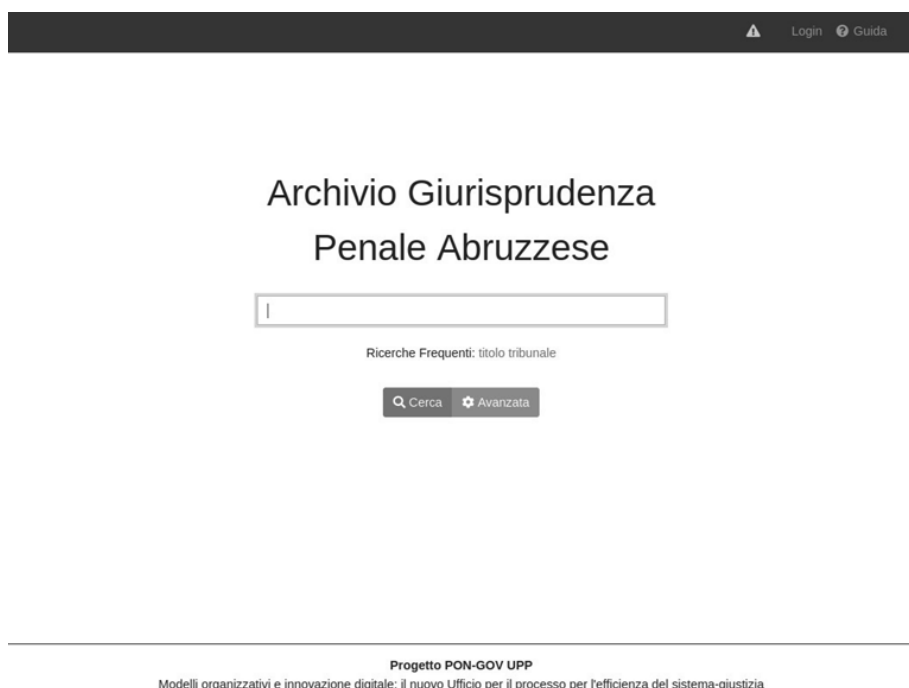 Login Guida
Archivio Giurisprudenza
Penale Abruzzese
Ricerche Frequenti: titolo tribunale
Cerca Avanzata
Progetto PON-GOV UPP
Modelli organizzativi e innovazione digitale: il nuovo Ufficio per il processo per l'efficienza del sistema-giustizia